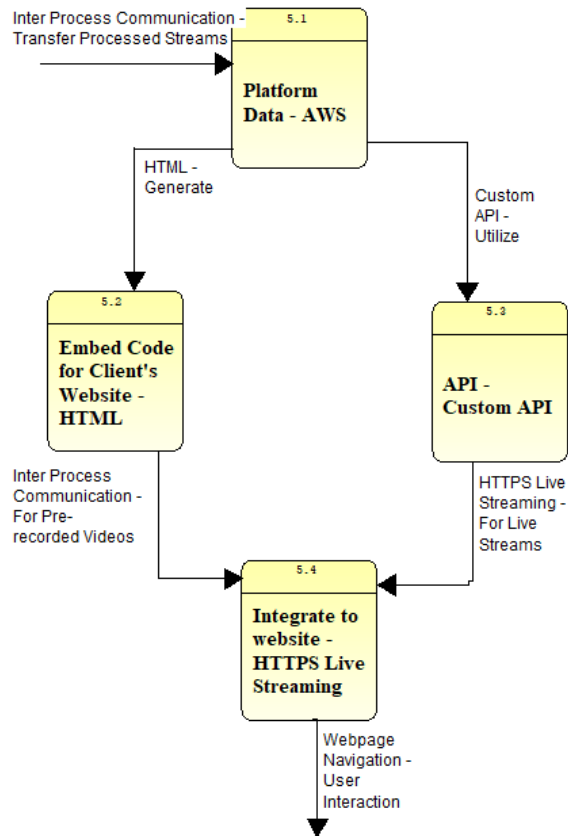 Inter Process Communication -
Transfer Processed Streams
5.1
Platform
Data - AWS
HTML -
Generate
Custom
API -
Utilize
5.2
Embed Code
for Client's
Website -
HTML
5.3
API -
Custom API
Inter Process
Communication -
For Pre-
recorded Videos
HTTPS Live
Streaming -
For Live
Streams
5.4
Integrate to
website -
HTTPS Live
Streaming
Webpage
Navigation -
User
Interaction